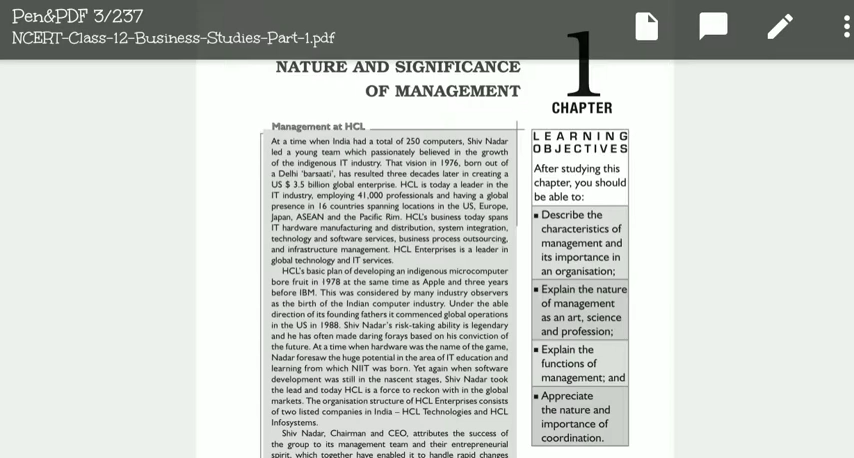 Pen&PDF 3/237
NCERT-Class-12-Business-Studies-Part-1.pdf
NATURE AND SIGNIFICANCE
OF MANAGEMENT
1
CHAPTER
Management at HCL
At a time when India had a total of 250 computers, Shiv Nadar
led a young team which passionately believed in the growth
of the indigenous IT industry. That vision in 1976, born out of
a Delhi 'barsaati', has resulted three decades later in creating a
US $ 3.5 billion global enterprise. HCL is today a leader in the
IT industry, employing 41,000 professionals and having a global
presence in 16 countries spanning locations in the US, Europe,
Japan, ASEAN and the Pacific Rim. HCL's business today spans
IT hardware manufacturing and distribution, system integration,
technology and software services, business process outsourcing,
and infrastructure management. HCL Enterprises is a leader in
global technology and IT services.
HCL's basic plan of developing an indigenous microcomputer
bore fruit in 1978 at the same time as Apple and three years
before IBM. This was considered by many industry observers
as the birth of the Indian computer industry. Under the able
direction of its founding fathers it commenced global operations
in the US in 1988. Shiv Nadar's risk-taking ability is legendary
and he has often made daring forays based on his conviction of
the future. At a time when hardware was the name of the game,
Nadar foresaw the huge potential in the area of IT education and
learning from which NIIT was born. Yet again when software
development was still in the nascent stages, Shiv Nadar took
the lead and today HCL is a force to reckon with in the global
markets. The organisation structure of HCL Enterprises consists
of two listed companies in India – HCL Technologies and HCL
Infosystems.
Shiv Nadar, Chairman and CEO, attributes the success of
the group to its management team and their entrepreneurial
spirit, which together have enabled it to handle rapid changes
LEARNING
OBJECTIVES
After studying this
chapter, you should
be able to:
▪ Describe the
characteristics of
management and
its importance in
an organisation;
▪ Explain the nature
of management
as an art, science
and profession;
▪ Explain the
functions of
management; and
▪ Appreciate
the nature and
importance of
coordination.